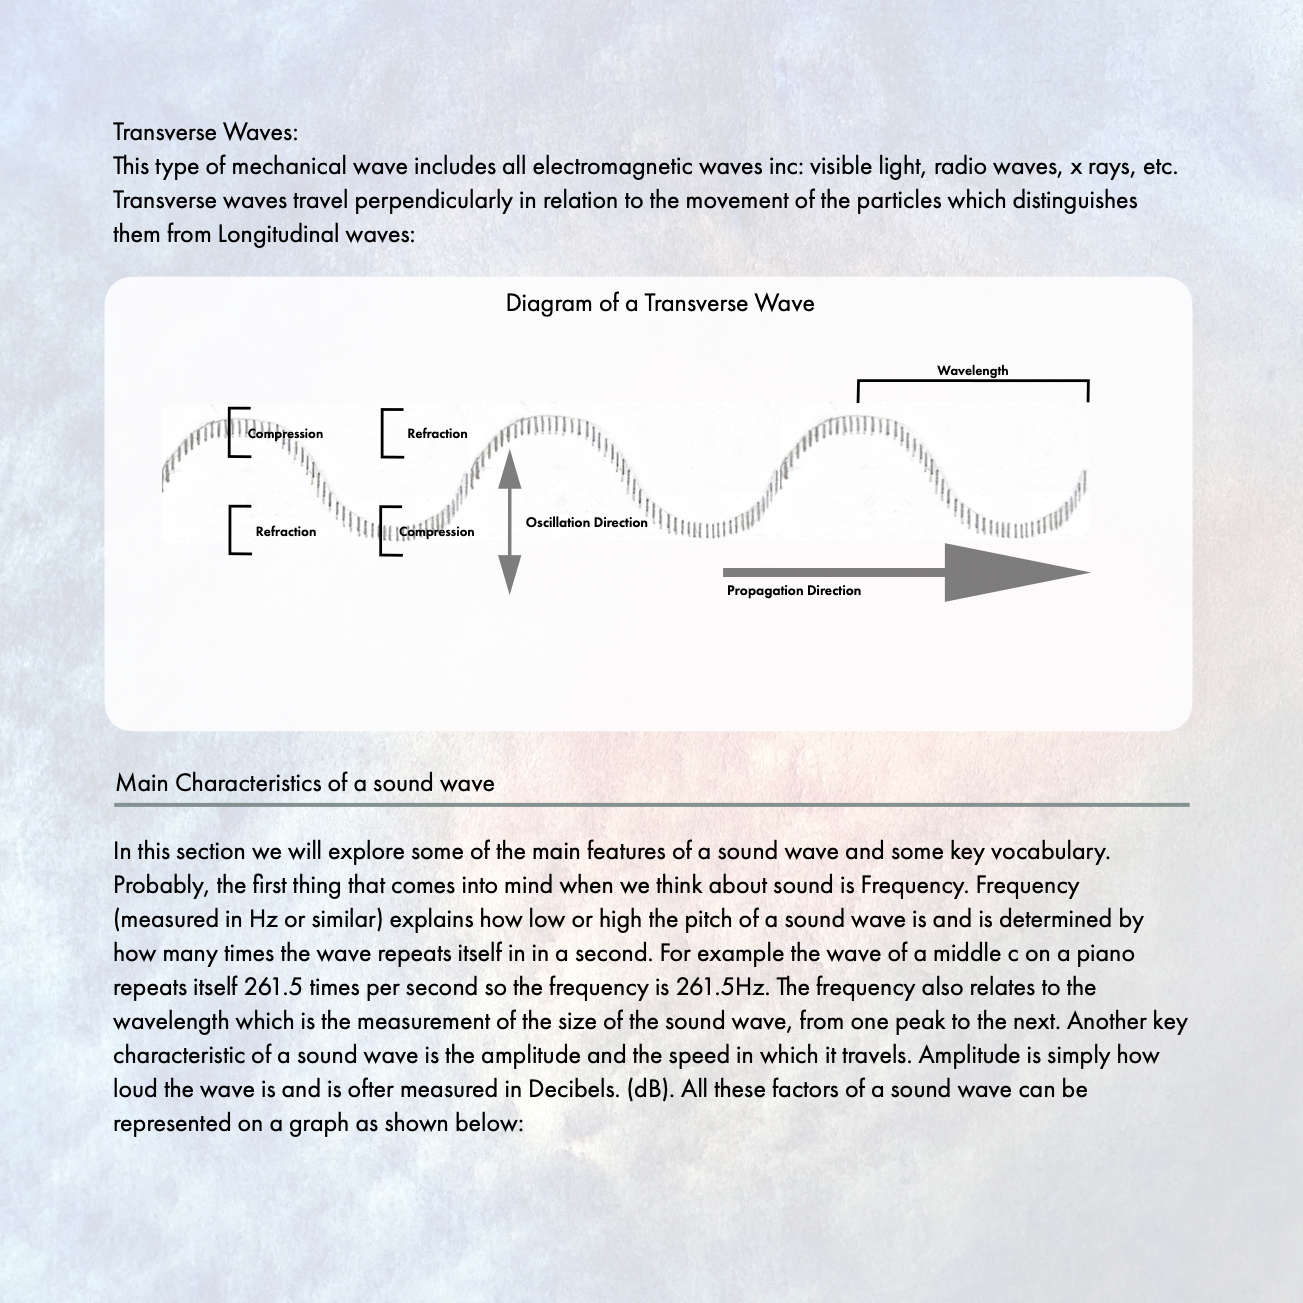 Transverse Waves:
This type of mechanical wave includes all electromagnetic waves inc: visible light, radio waves, x rays, etc.
Transverse waves travel perpendicularly in relation to the movement of the particles which distinguishes
them from Longitudinal waves:
Diagram of a Transverse Wave
Wavelength
Compression
Refraction
Oscillation Direction
Refraction
Compression
Propagation Direction
Main Characteristics of a sound wave
In this section we will explore some of the main features of a sound wave and some key vocabulary.
Probably, the first thing that comes into mind when we think about sound is Frequency. Frequency
(measured in Hz or similar) explains how low or high the pitch of a sound wave is and is determined by
how many times the wave repeats itself in in a second. For example the wave of a middle c on a piano
repeats itself 261.5 times per second so the frequency is 261.5Hz. The frequency also relates to the
wavelength which is the measurement of the size of the sound wave, from one peak to the next. Another key
characteristic of a sound wave is the amplitude and the speed in which it travels. Amplitude is simply how
loud the wave is and is ofter measured in Decibels. (dB). All these factors of a sound wave can be
represented on a graph as shown below: